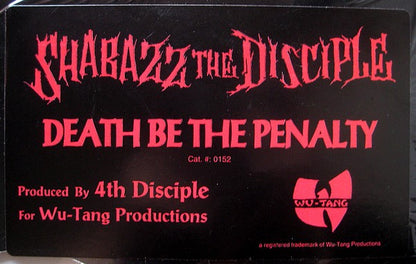 SHABAZZ THE DISCIPLE
DEATH BE THE PENALTY
Cat. #: 0152
Produced By 4th Disciple
For Wu-Tang Productions
WU-TANG
a registered trademark of Wu-Tang Productions